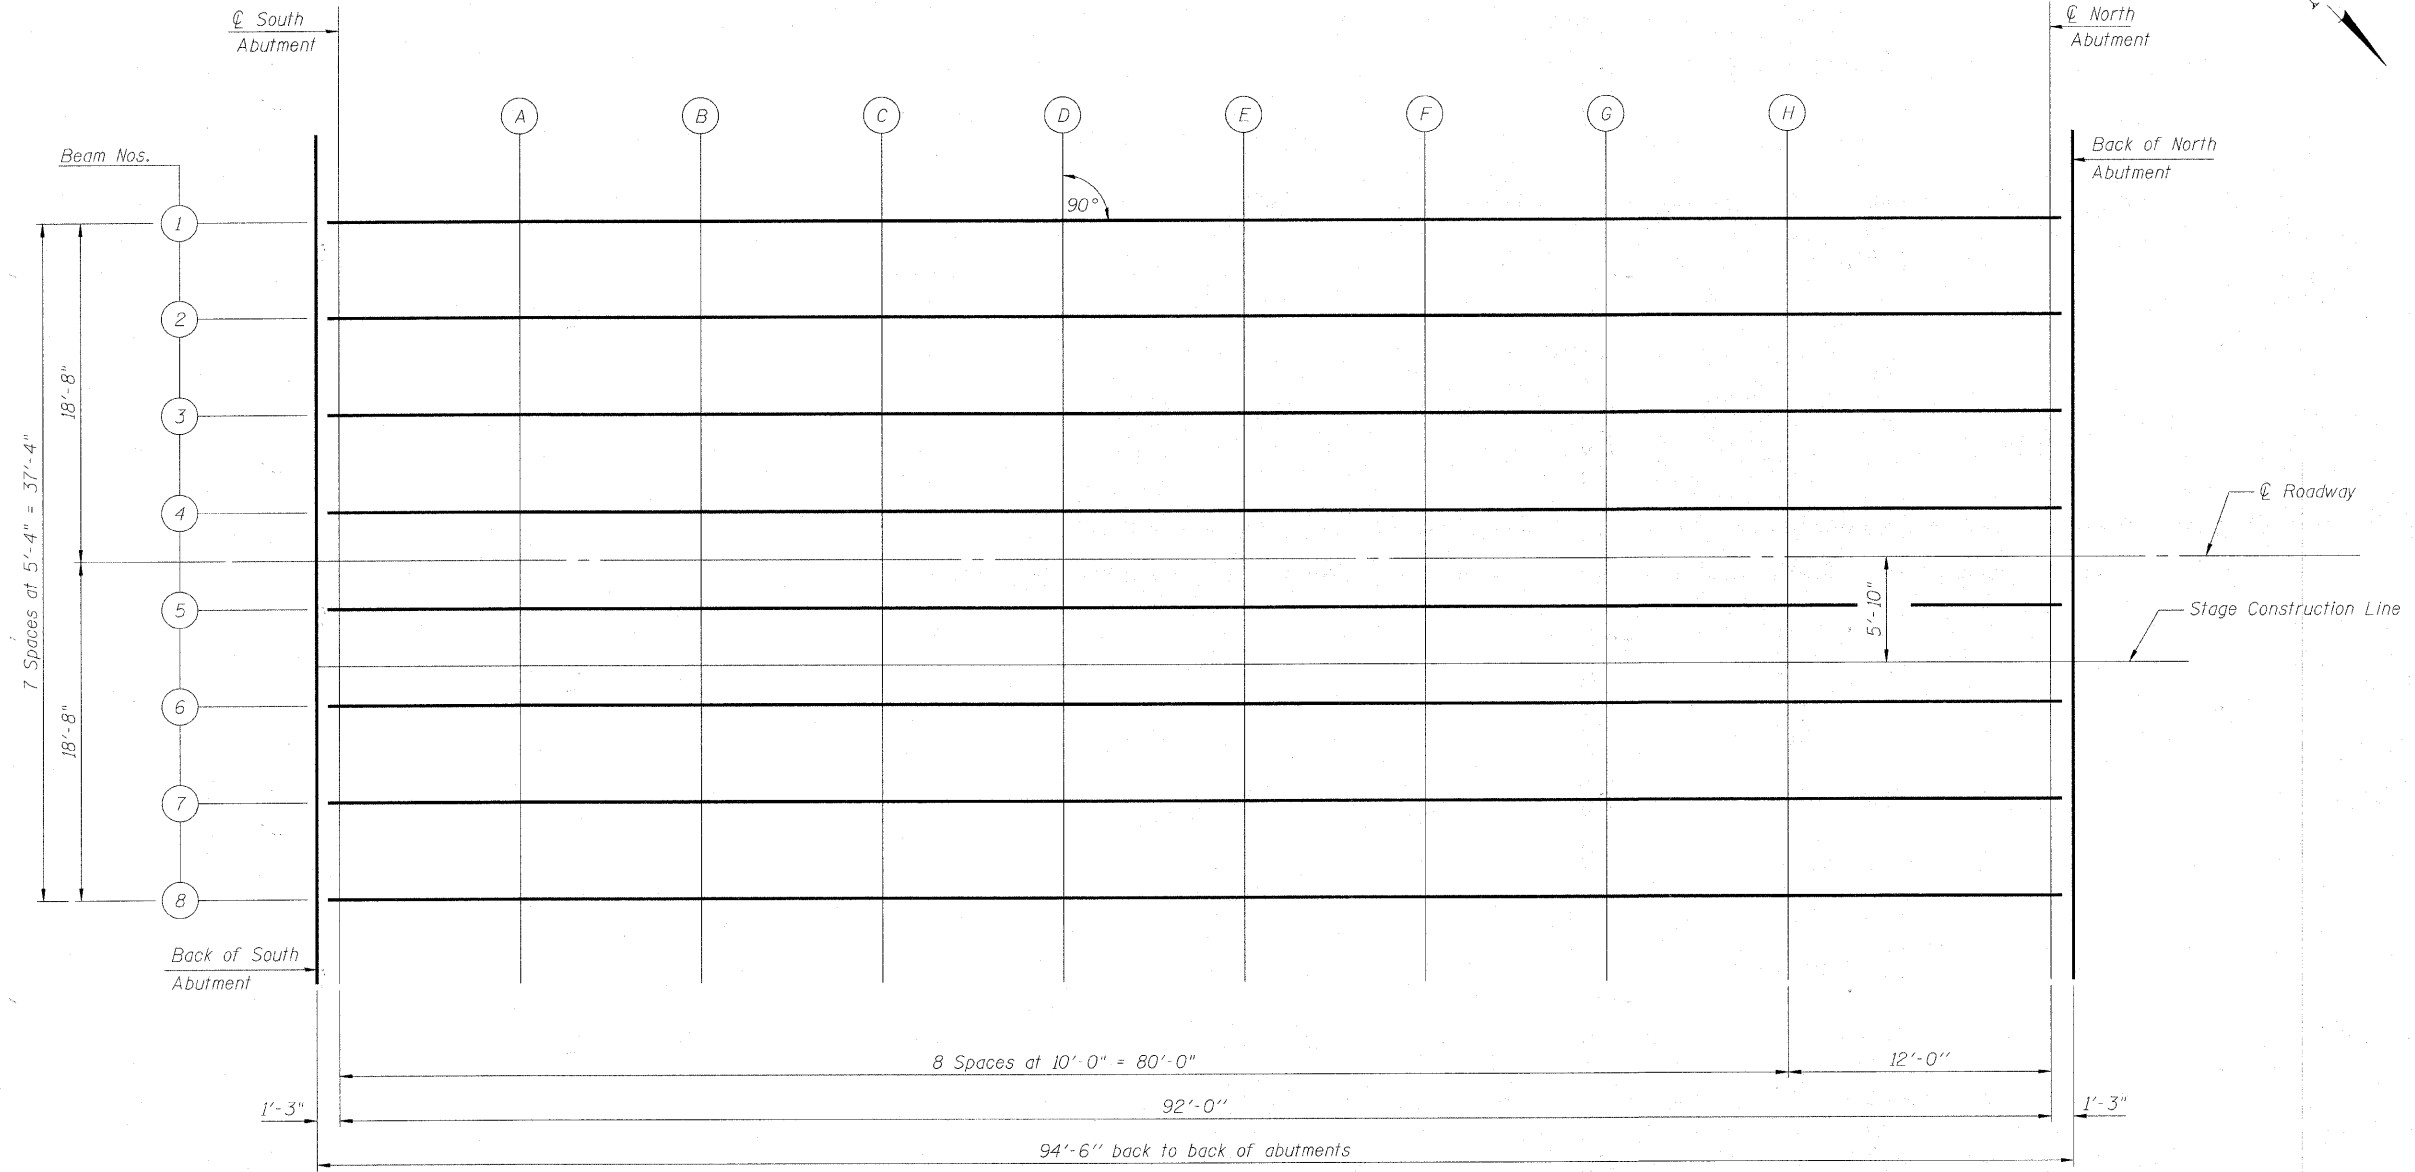 ℄ South
Abutment
℄ North
Abutment
A
B
C
D
E
F
G
H
Beam Nos.
Back of North
Abutment
90°
1
2
3
4
5
6
7
8
18'-8"
7 Spaces at 5'-4" = 37'-4"
18'-8"
℄ Roadway
5'-10"
Stage Construction Line
Back of South
Abutment
8 Spaces at 10'-0" = 80'-0"
12'-0"
1'-3"
92'-0"
1'-3"
94'-6" back to back of abutments